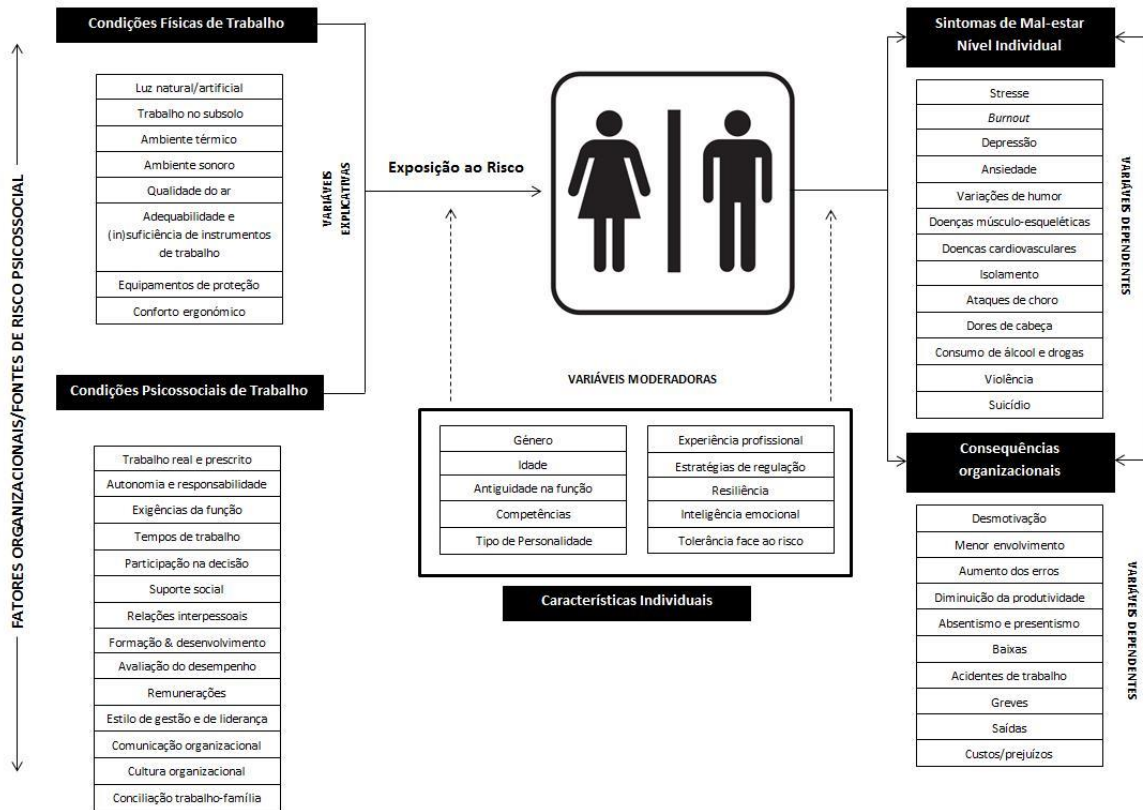 FATORES ORGANIZACIONAIS/FONTES DE RISCO PSICOSSOCIAL
Condições Físicas de Trabalho
Luz natural/artificial
Trabalho no subsolo
Ambiente térmico
Ambiente sonoro
Qualidade do ar
Adequabilidade e
(in)suficiência de instrumentos
de trabalho
Equipamentos de proteção
Conforto ergonómico
Condições Psicossociais de Trabalho
Trabalho real e prescrito
Autonomia e responsabilidade
Exigências da função
Tempos de trabalho
Participação na decisão
Suporte social
Relações interpessoais
Formação & desenvolvimento
Avaliação do desempenho
Remunerações
Estilo de gestão e de liderança
Comunicação organizacional
Cultura organizacional
Conciliação trabalho-família
VARIÁVEIS
EXPLICATIVAS
Exposição ao Risco
VARIÁVEIS MODERADORAS
Género
Idade
Antiguidade na função
Competências
Tipo de Personalidade
Experiência profissional
Estratégias de regulação
Resiliência
Inteligência emocional
Tolerância face ao risco
Características Individuais
Sintomas de Mal-estar
Nível Individual
Stresse
Burnout
Depressão
Ansiedade
Variações de humor
Doenças músculo-esqueléticas
Doenças cardiovasculares
Isolamento
Ataques de choro
Dores de cabeça
Consumo de álcool e drogas
Violência
Suicídio
VARIÁVEIS DEPENDENTES
Consequências
organizacionais
Desmotivação
Menor envolvimento
Aumento dos erros
Diminuição da produtividade
Absentismo e presentismo
Baixas
Acidentes de trabalho
Greves
Saídas
Custos/prejuízos
VARIÁVEIS DEPENDENTES